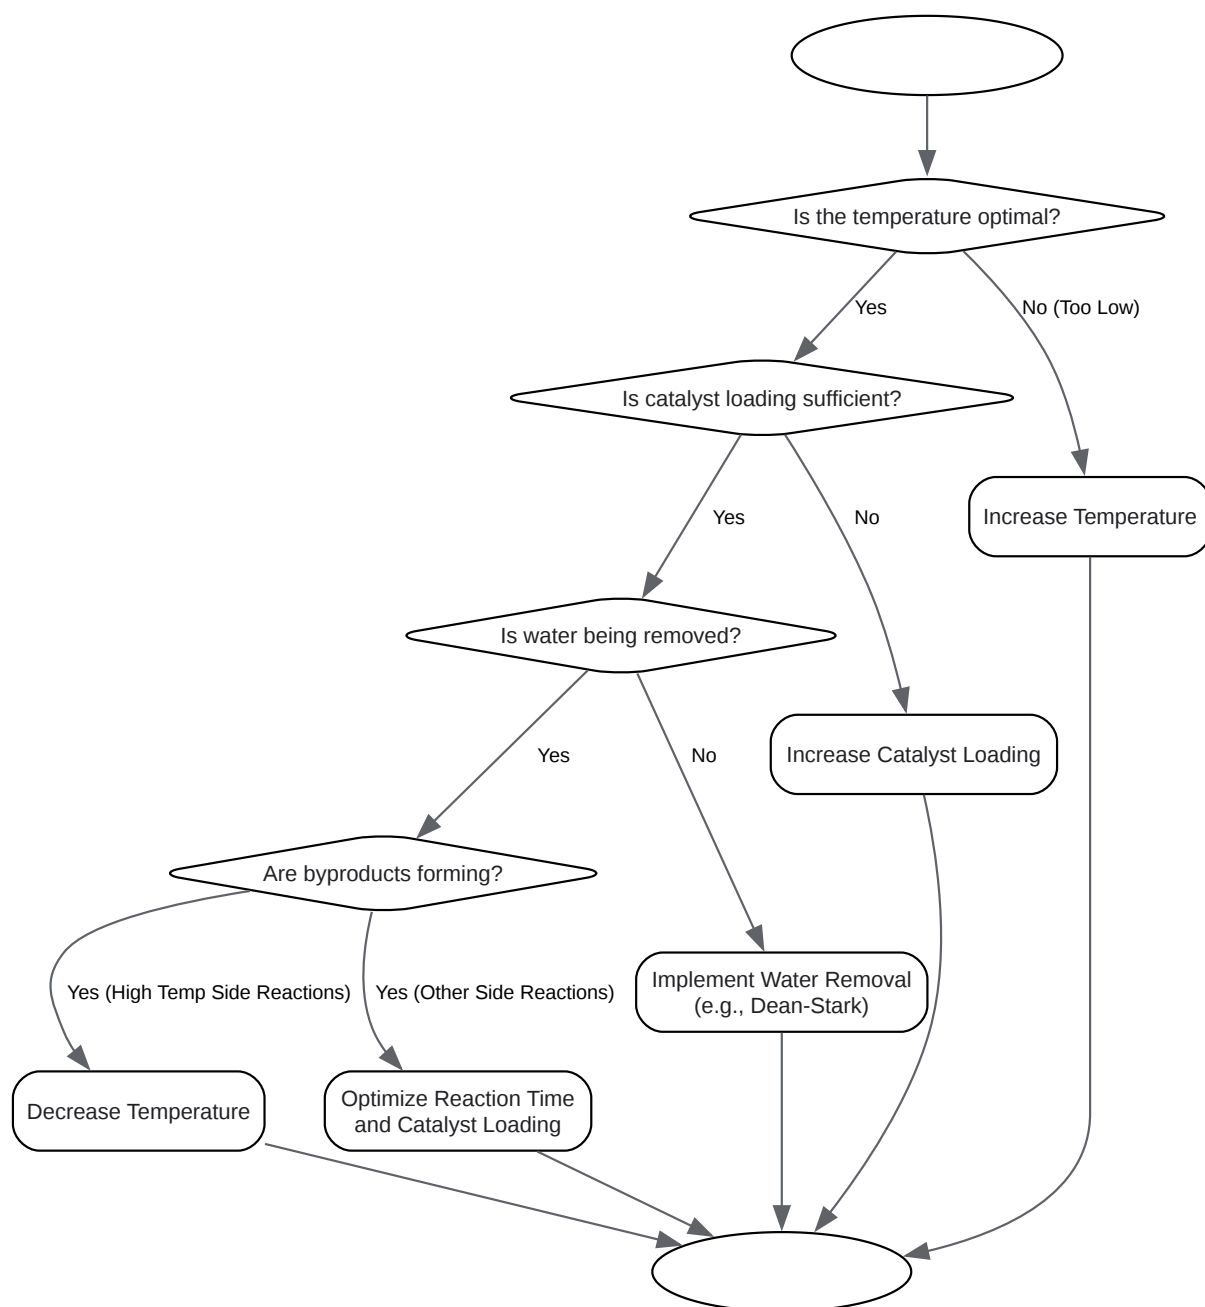 Is the temperature optimal?
Yes
No (Too Low)
Is catalyst loading sufficient?
Yes
No
Increase Temperature
Is water being removed?
Yes
No
Increase Catalyst Loading
Are byproducts forming?
Yes (High Temp Side Reactions)
Yes (Other Side Reactions)
Implement Water Removal
(e.g., Dean-Stark)
Decrease Temperature
Optimize Reaction Time
and Catalyst Loading